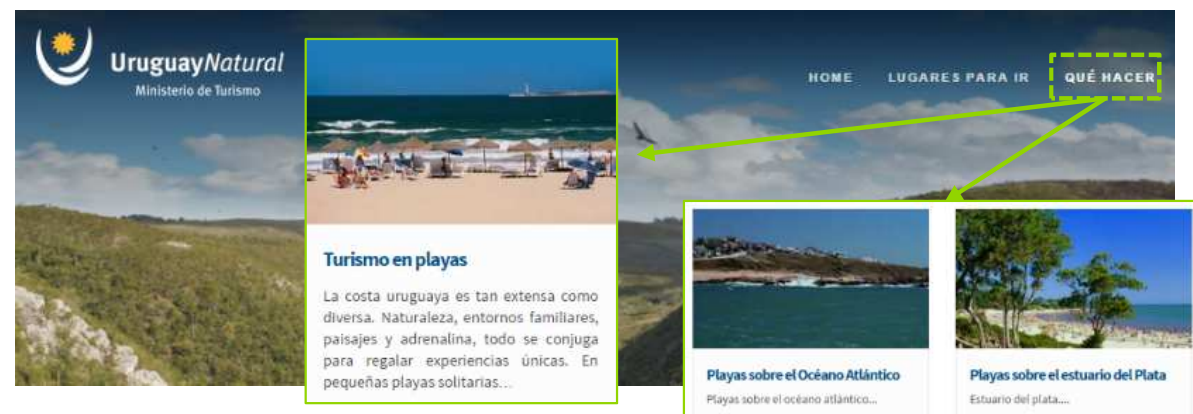 UruguayNatural
Ministerio de Turismo
HOME LUGARES PARA IR QUÉ HACER
Turismo en playas
La costa uruguaya es tan extensa como
diversa. Naturaleza, entornos familiares,
paisajes y adrenalina, todo se conjuga
para regalar experiencias únicas. En
pequeñas playas solitarias...
Playas sobre el Océano Atlántico
Playas sobre el océano atlántico...
Playas sobre el estuario del Plata
Estuario del plata....